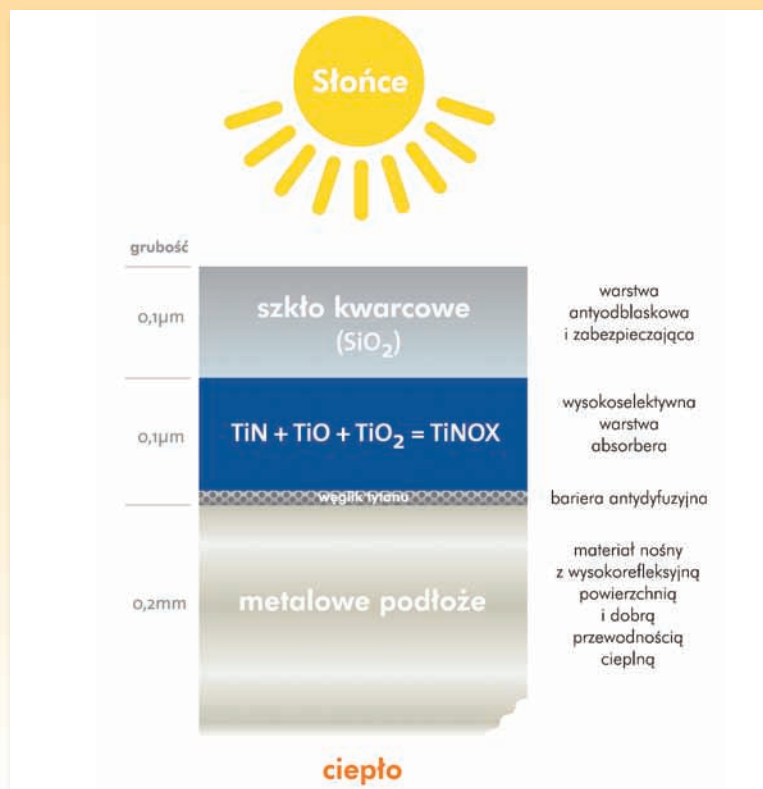 Słońce
grubość
0,1µm
szkło kwarcowe
(SiO₂)
warstwa
antyodblaskowa
i zabezpieczająca
0,1µm
TiN + TiO + TiO₂ = TiNOX
wysokoselektywna
warstwa
absorbera
węglik tytanu
bariera antydyfuzyjna
0,2mm
metalowe podłoże
materiał nośny
z wysokorefleksyjną
powierzchnią
i dobrą
przewodnością
cieplną
ciepło